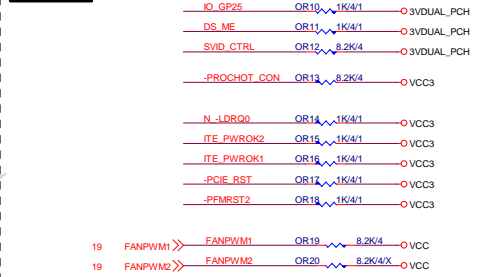 IO_GP25 OR10 1K/4/1 3VDUAL_PCH
DS_ME OR11 1K/4/1 3VDUAL_PCH
SVID_CTRL OR12 8.2K/4 3VDUAL_PCH
-PROCHOT_CON OR13 8.2K/4 VCC3
N_-LDRQ0 OR14 1K/4/1 VCC3
ITE_PWROK2 OR15 1K/4/1 VCC3
ITE_PWROK1 OR16 1K/4/1 VCC3
-PCIE_RST OR17 1K/4/1 VCC3
-PFMRST2 OR18 1K/4/1 VCC3
19 FANPWM1 FANPWM1 OR19 8.2K/4 VCC
19 FANPWM2 FANPWM2 OR20 8.2K/4/X VCC